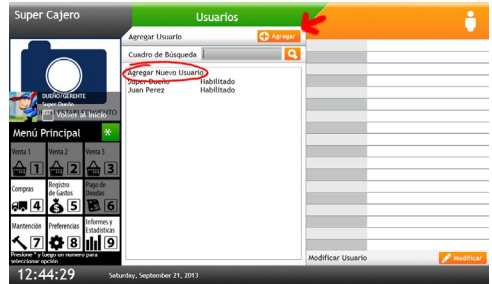 Super Cajero
Usuarios
Agregar Usuario
Agregar
Cuadro de Búsqueda
Agregar Nuevo Usuario
Super Dueño Habilitado
Juan Perez Habilitado
DUEÑO/GERENTE
Super Dueño
Volver al Inicio
Menú Principal *
Venta 1 Venta 2 Venta 3
1 2 3
Compras Registro de Gastos Pago de Deudas
4 5 6
Mantención Preferencias Informes y Estadísticas
7 8 9
Presione * y luego un numero para
seleccionar opción
Modificar Usuario
Modificar
12:44:29
Saturday, September 21, 2013